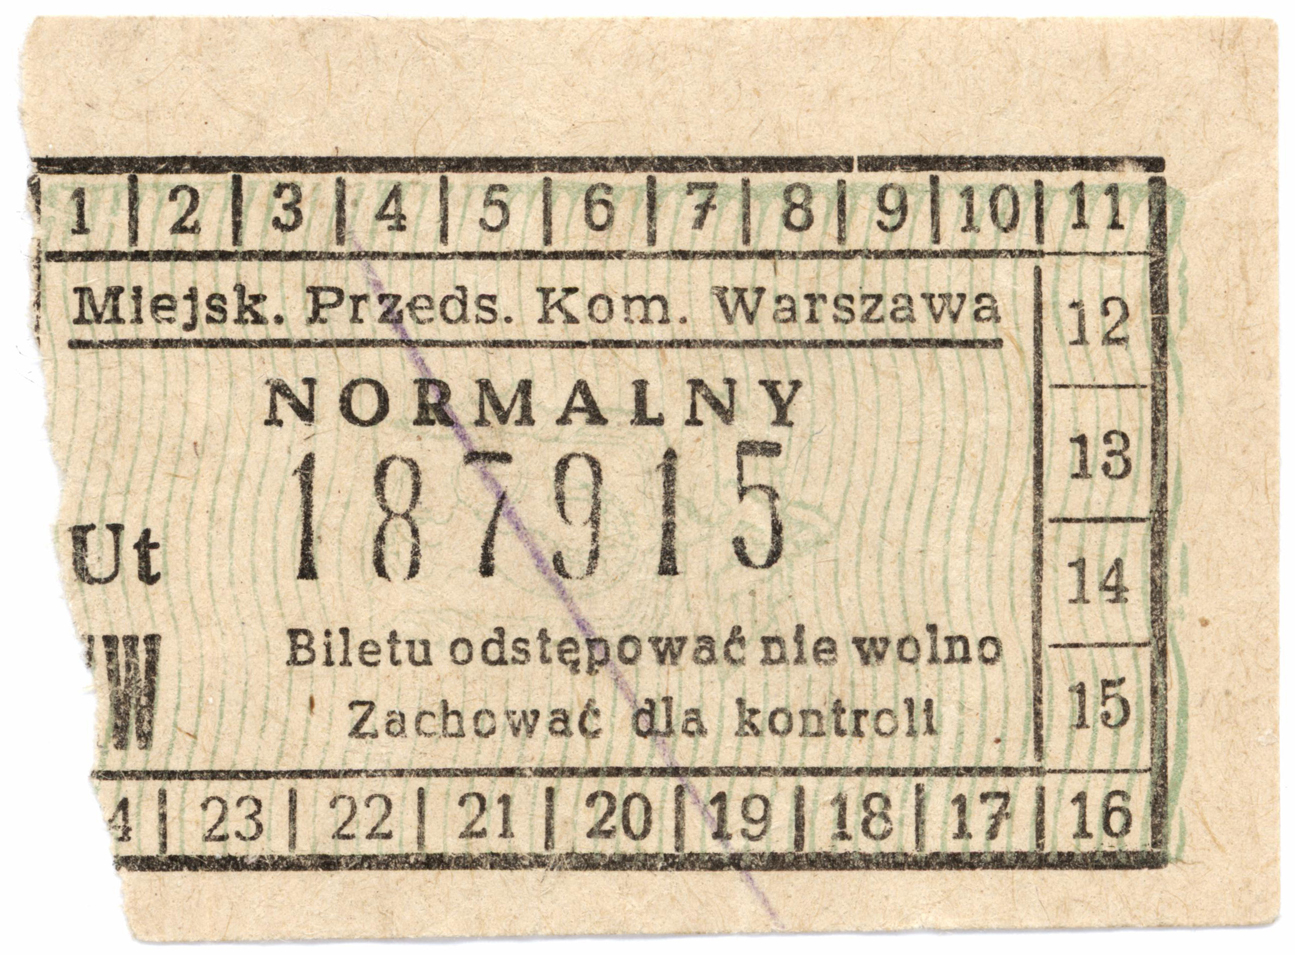 1 | 2 | 3 | 4 | 5 | 6 | 7 | 8 | 9 | 10 | 11
Miejsk. Przeds. Kom. Warszawa
12
NORMALNY
187915
13
Ut
14
W
Biletu odstępować nie wolno
Zachować dla kontroli
15
4 | 23 | 22 | 21 | 20 | 19 | 18 | 17 | 16